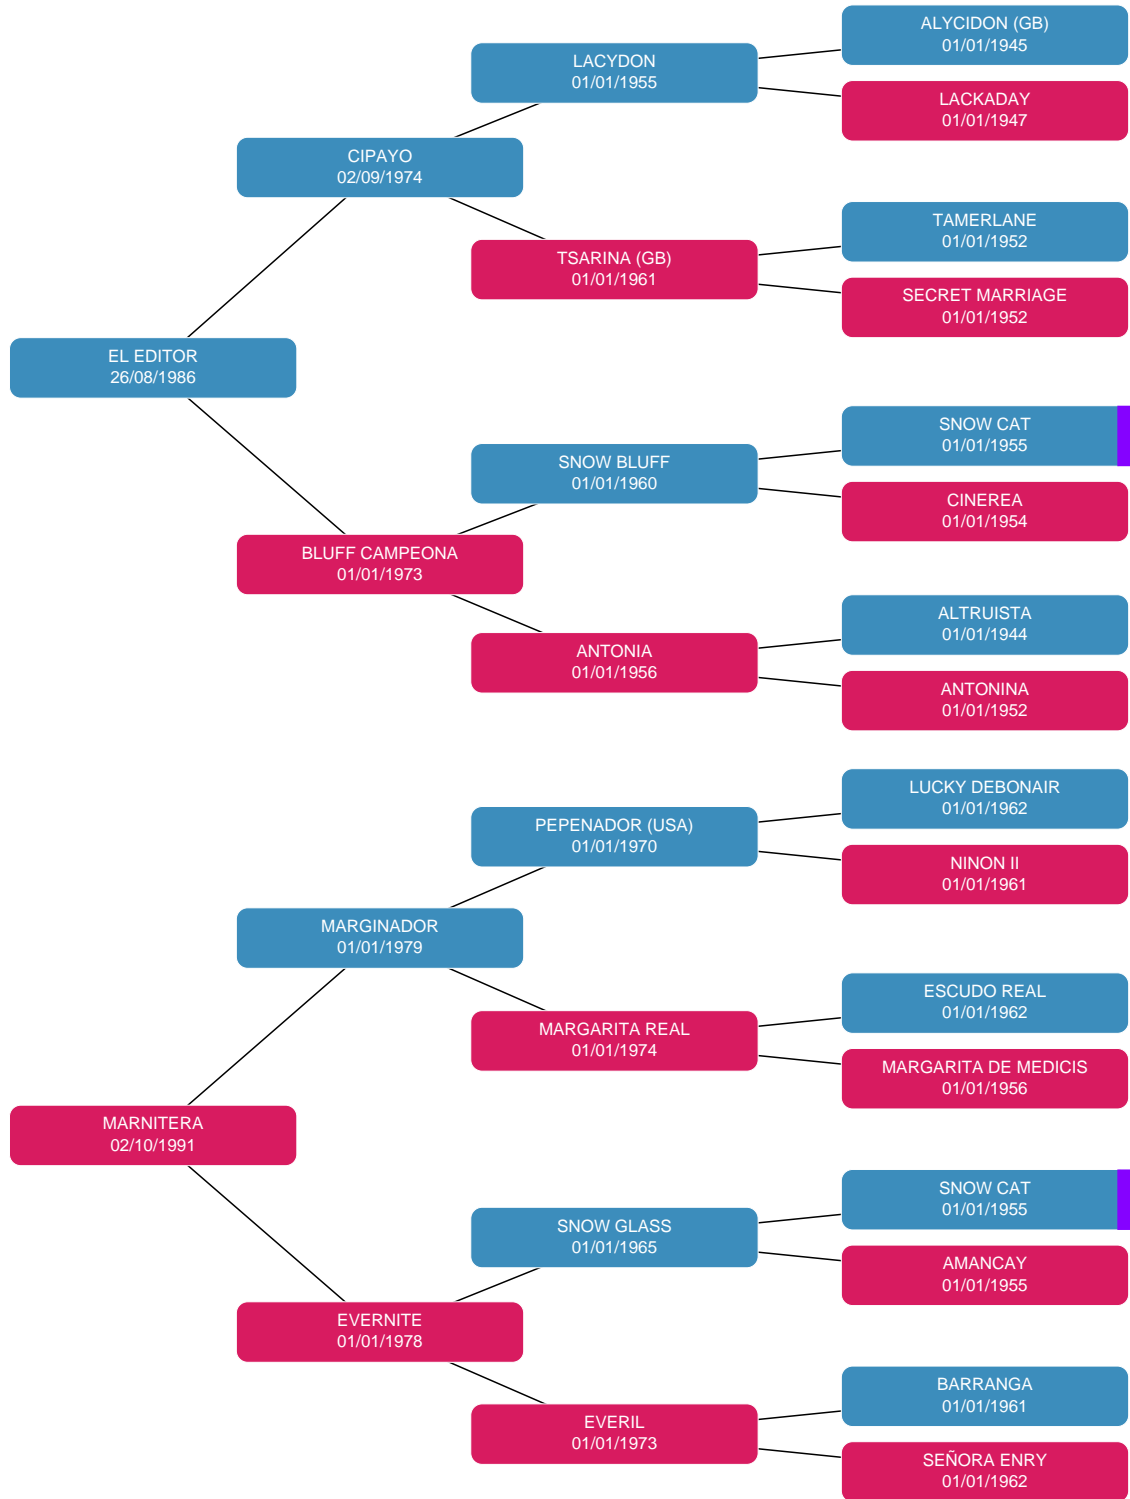 ALYCIDON (GB)
01/01/1945
LACYDON
01/01/1955
LACKADAY
01/01/1947
CIPAYO
02/09/1974
TAMERLANE
01/01/1952
TSARINA (GB)
01/01/1961
SECRET MARRIAGE
01/01/1952
EL EDITOR
26/08/1986
SNOW CAT
01/01/1955
SNOW BLUFF
01/01/1960
CINEREA
01/01/1954
BLUFF CAMPEONA
01/01/1973
ALTRUISTA
01/01/1944
ANTONIA
01/01/1956
ANTONINA
01/01/1952
LUCKY DEBONAIR
01/01/1962
PEPENADOR (USA)
01/01/1970
NINON II
01/01/1961
MARGINADOR
01/01/1979
ESCUDO REAL
01/01/1962
MARGARITA REAL
01/01/1974
MARGARITA DE MEDICIS
01/01/1956
MARNITERA
02/10/1991
SNOW CAT
01/01/1955
SNOW GLASS
01/01/1965
AMANCAY
01/01/1955
EVERNITE
01/01/1978
BARRANGA
01/01/1961
EVERIL
01/01/1973
SEÑORA ENRY
01/01/1962